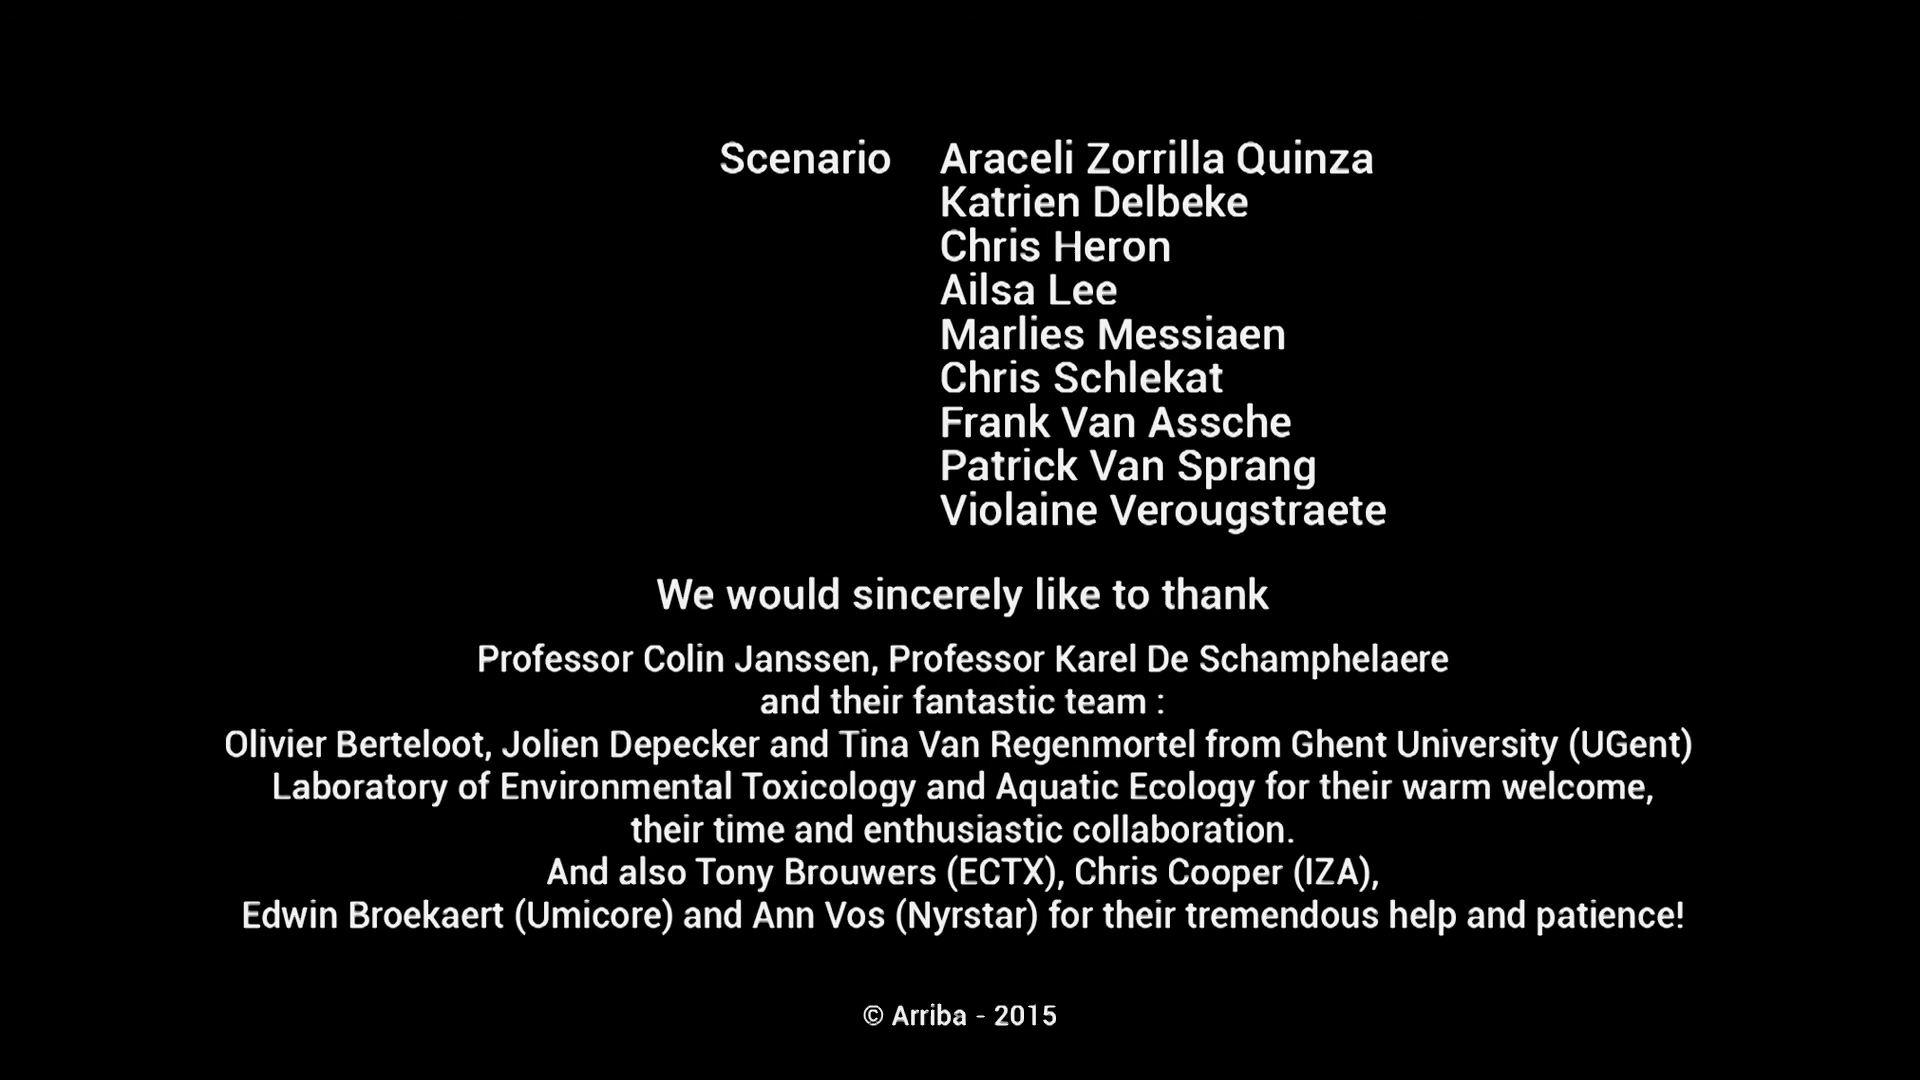 Scenario Araceli Zorrilla Quinza
Katrien Delbeke
Chris Heron
Ailsa Lee
Marlies Messiaen
Chris Schlekat
Frank Van Assche
Patrick Van Sprang
Violaine Verougstraete
We would sincerely like to thank
Professor Colin Janssen, Professor Karel De Schamphelaere
and their fantastic team :
Olivier Berteloot, Jolien Depecker and Tina Van Regenmortel from Ghent University (UGent)
Laboratory of Environmental Toxicology and Aquatic Ecology for their warm welcome,
their time and enthusiastic collaboration.
And also Tony Brouwers (ECTX), Chris Cooper (IZA),
Edwin Broekaert (Umicore) and Ann Vos (Nyrstar) for their tremendous help and patience!
© Arriba - 2015